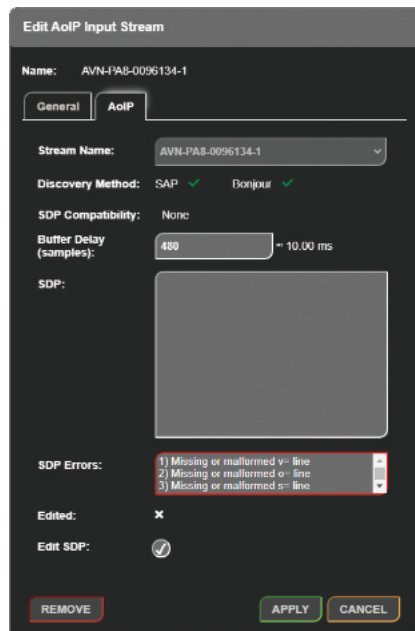 Edit AoIP Input Stream
Name: AVN-PA8-0096134-1
General AoIP
Stream Name: AVN-PA8-0096134-1
Discovery Method: SAP Bonjour
SDP Compatibility: None
Buffer Delay
(samples): 480 = 10.00 ms
SDP:
SDP Errors: 1) Missing or malformed v= line
2) Missing or malformed o= line
3) Missing or malformed s= line
Edited:
Edit SDP:
REMOVE APPLY CANCEL